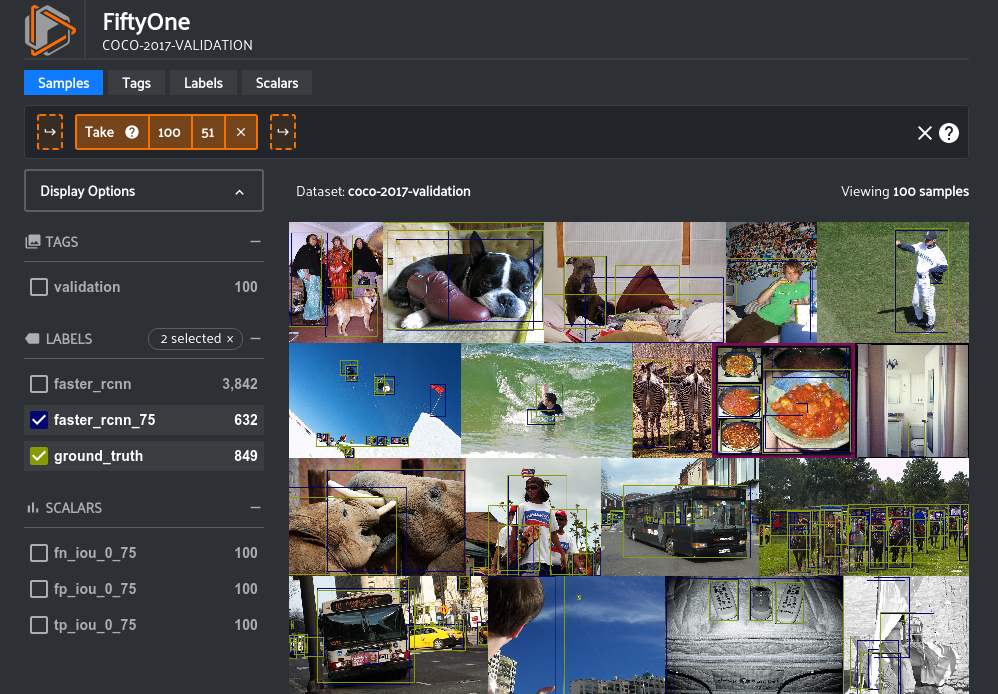 FiftyOne
COCO-2017-VALIDATION
Samples Tags Labels Scalars
Take ? 100 51 ×
Display Options
Dataset: coco-2017-validation
Viewing 100 samples
TAGS
validation 100
LABELS 2 selected ×
faster_rcnn 3,842
faster_rcnn_75 632
ground_truth 849
SCALARS
fn_iou_0_75 100
fp_iou_0_75 100
tp_iou_0_75 100